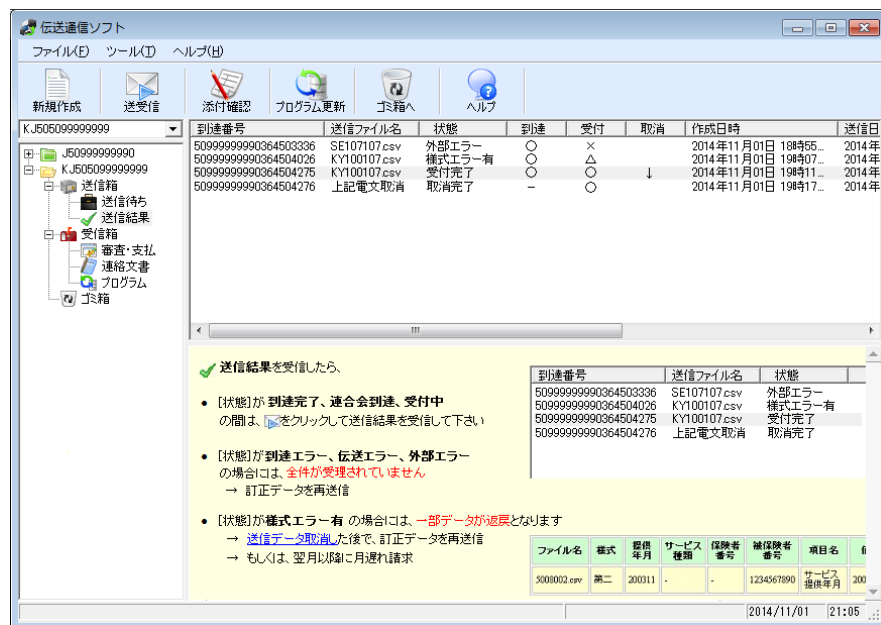 伝送通信ソフト
ファイル(F) ツール(T) ヘルプ(H)
新規作成 送受信 添付確認 プログラム更新 ゴミ箱へ ヘルプ
KJ505099999999
到達番号 送信ファイル名 状態 到達 受付 取消 作成日時 送信日
50999999990364503336 SE107107.csv 外部エラー ○ × 2014年11月01日 18時55... 2014年
50999999990364504026 KY100107.csv 様式エラー有 ○ △ 2014年11月01日 19時07... 2014年
50999999990364504275 KY100107.csv 受付完了 ○ ○ ↓ 2014年11月01日 19時11... 2014年
50999999990364504276 上記電文取消 取消完了 − ○ 2014年11月01日 19時17... 2014年
J50999999990
KJ505099999999
送信箱
送信待ち
送信結果
受信箱
審査・支払
連絡文書
プログラム
ゴミ箱
送信結果を受信したら、
• [状態]が 到達完了、連合会到達、受付中
の間は、をクリックして送信結果を受信して下さい
• [状態]が到達エラー、伝送エラー、外部エラー
の場合には、全件が受理されていません
→ 訂正データを再送信
• [状態]が様式エラー有 の場合には、一部データが返戻となります
→ 送信データ取消した後で、訂正データを再送信
→ もしくは、翌月以降に月遅れ請求
到達番号 送信ファイル名 状態
50999999990364503336 SE107107.csv 外部エラー
50999999990364504026 KY100107.csv 様式エラー有
50999999990364504275 KY100107.csv 受付完了
50999999990364504276 上記電文取消 取消完了
ファイル名 様式 提供年月 サービス種類 保険者番号 被保険者番号 項目名
5008002.csv 第二 200311 - - 1234567890 サービス提供年月 200
2014/11/01 21:05